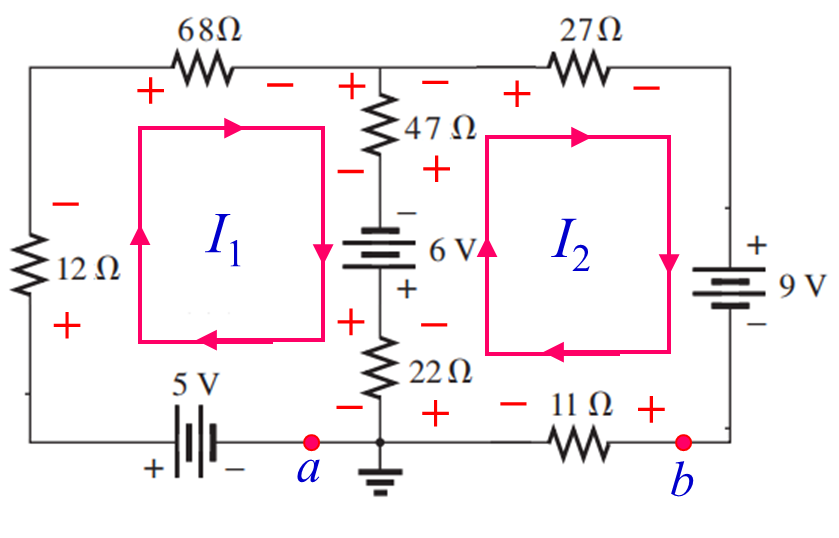 68Ω
27Ω
+ − + − + −
47 Ω
− +
− − +
I1 I2
12 Ω
6 V
9 V
+ + −
+ −
5 V
22 Ω
11 Ω
− + − +
+ −
a
b